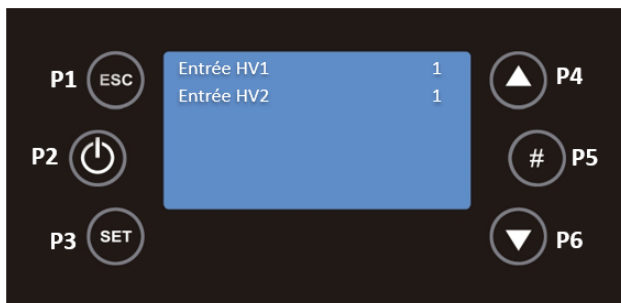 P1 ESC
Entrée HV1 1
P4
Entrée HV2 1
P2
# P5
P3 SET
P6